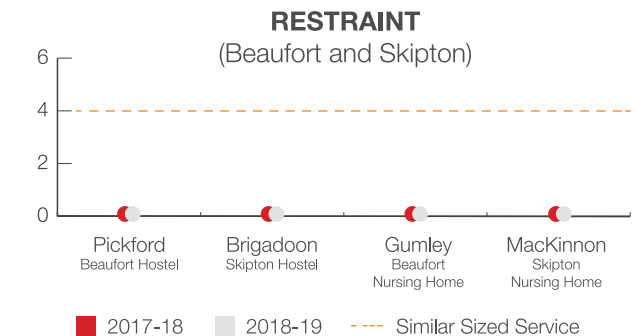 RESTRAINT
(Beaufort and Skipton)
6
4
2
0
Pickford
Beaufort Hostel
Brigadoon
Skipton Hostel
Gumley
Beaufort
Nursing Home
MacKinnon
Skipton
Nursing Home
2017-18
2018-19
Similar Sized Service